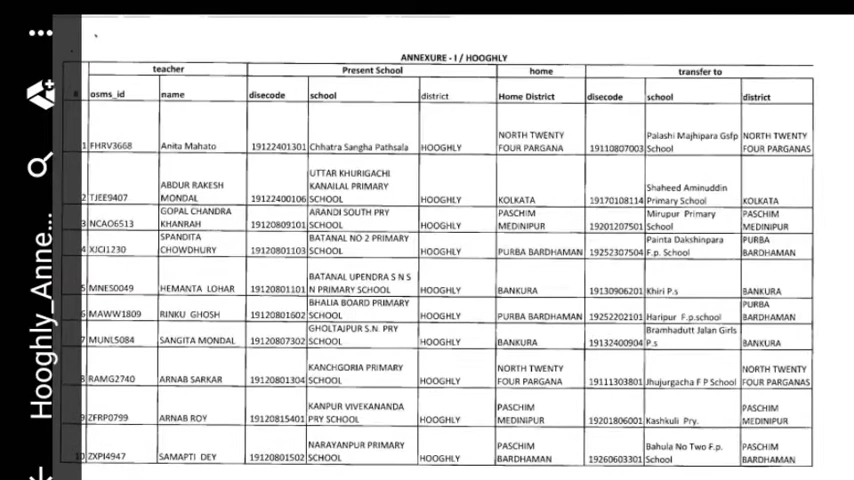 ANNEXURE - I / HOOGHLY
teacher Present School home transfer to
# osms_id name disecode school district Home District disecode school district
1 FHRV3668 Anita Mahato 19122401301 Chhatra Sangha Pathsala HOOGHLY NORTH TWENTY FOUR PARGANA 19110807003 Palashi Majhipara Gsfp School NORTH TWENTY FOUR PARGANAS
2 TJEE9407 ABDUR RAKESH MONDAL 19122400106 UTTAR KHURIGACHI KANAILAL PRIMARY SCHOOL HOOGHLY KOLKATA 19170108114 Shaheed Aminuddin Primary School KOLKATA
3 NCAO6513 GOPAL CHANDRA KHANRAH 19120809101 ARANDI SOUTH PRY SCHOOL HOOGHLY PASCHIM MEDINIPUR 19201207501 Mirupur Primary School PASCHIM MEDINIPUR
4 XJCI1230 SPANDITA CHOWDHURY 19120801103 BATANAL NO 2 PRIMARY SCHOOL HOOGHLY PURBA BARDHAMAN 19252307504 Painta Dakshinpara F.p. School PURBA BARDHAMAN
5 MNES0049 HEMANTA LOHAR 19120801101 BATANAL UPENDRA S N S N PRIMARY SCHOOL HOOGHLY BANKURA 19130906201 Khiri P.s BANKURA
6 MAWW1809 RINKU GHOSH 19120801602 BHALIA BOARD PRIMARY SCHOOL HOOGHLY PURBA BARDHAMAN 19252202101 Haripur F.p.school PURBA BARDHAMAN
7 MUNL5084 SANGITA MONDAL 19120807302 GHOLTAJPUR S.N. PRY SCHOOL HOOGHLY BANKURA 19132400904 Bramhadutt Jalan Girls P.s BANKURA
8 RAMG2740 ARNAB SARKAR 19120801304 KANCHGORIA PRIMARY SCHOOL HOOGHLY NORTH TWENTY FOUR PARGANA 19111303801 Jhujurgacha F P School NORTH TWENTY FOUR PARGANAS
9 ZFRP0799 ARNAB ROY 19120815401 KANPUR VIVEKANANDA PRY SCHOOL HOOGHLY PASCHIM MEDINIPUR 19201806001 Kashkuli Pry. PASCHIM MEDINIPUR
10 ZXPI4947 SAMAPTI DEY 19120801502 NARAYANPUR PRIMARY SCHOOL HOOGHLY PASCHIM BARDHAMAN 19260603301 Bahula No Two F.p. School PASCHIM BARDHAMAN
Hooghly_Anne...